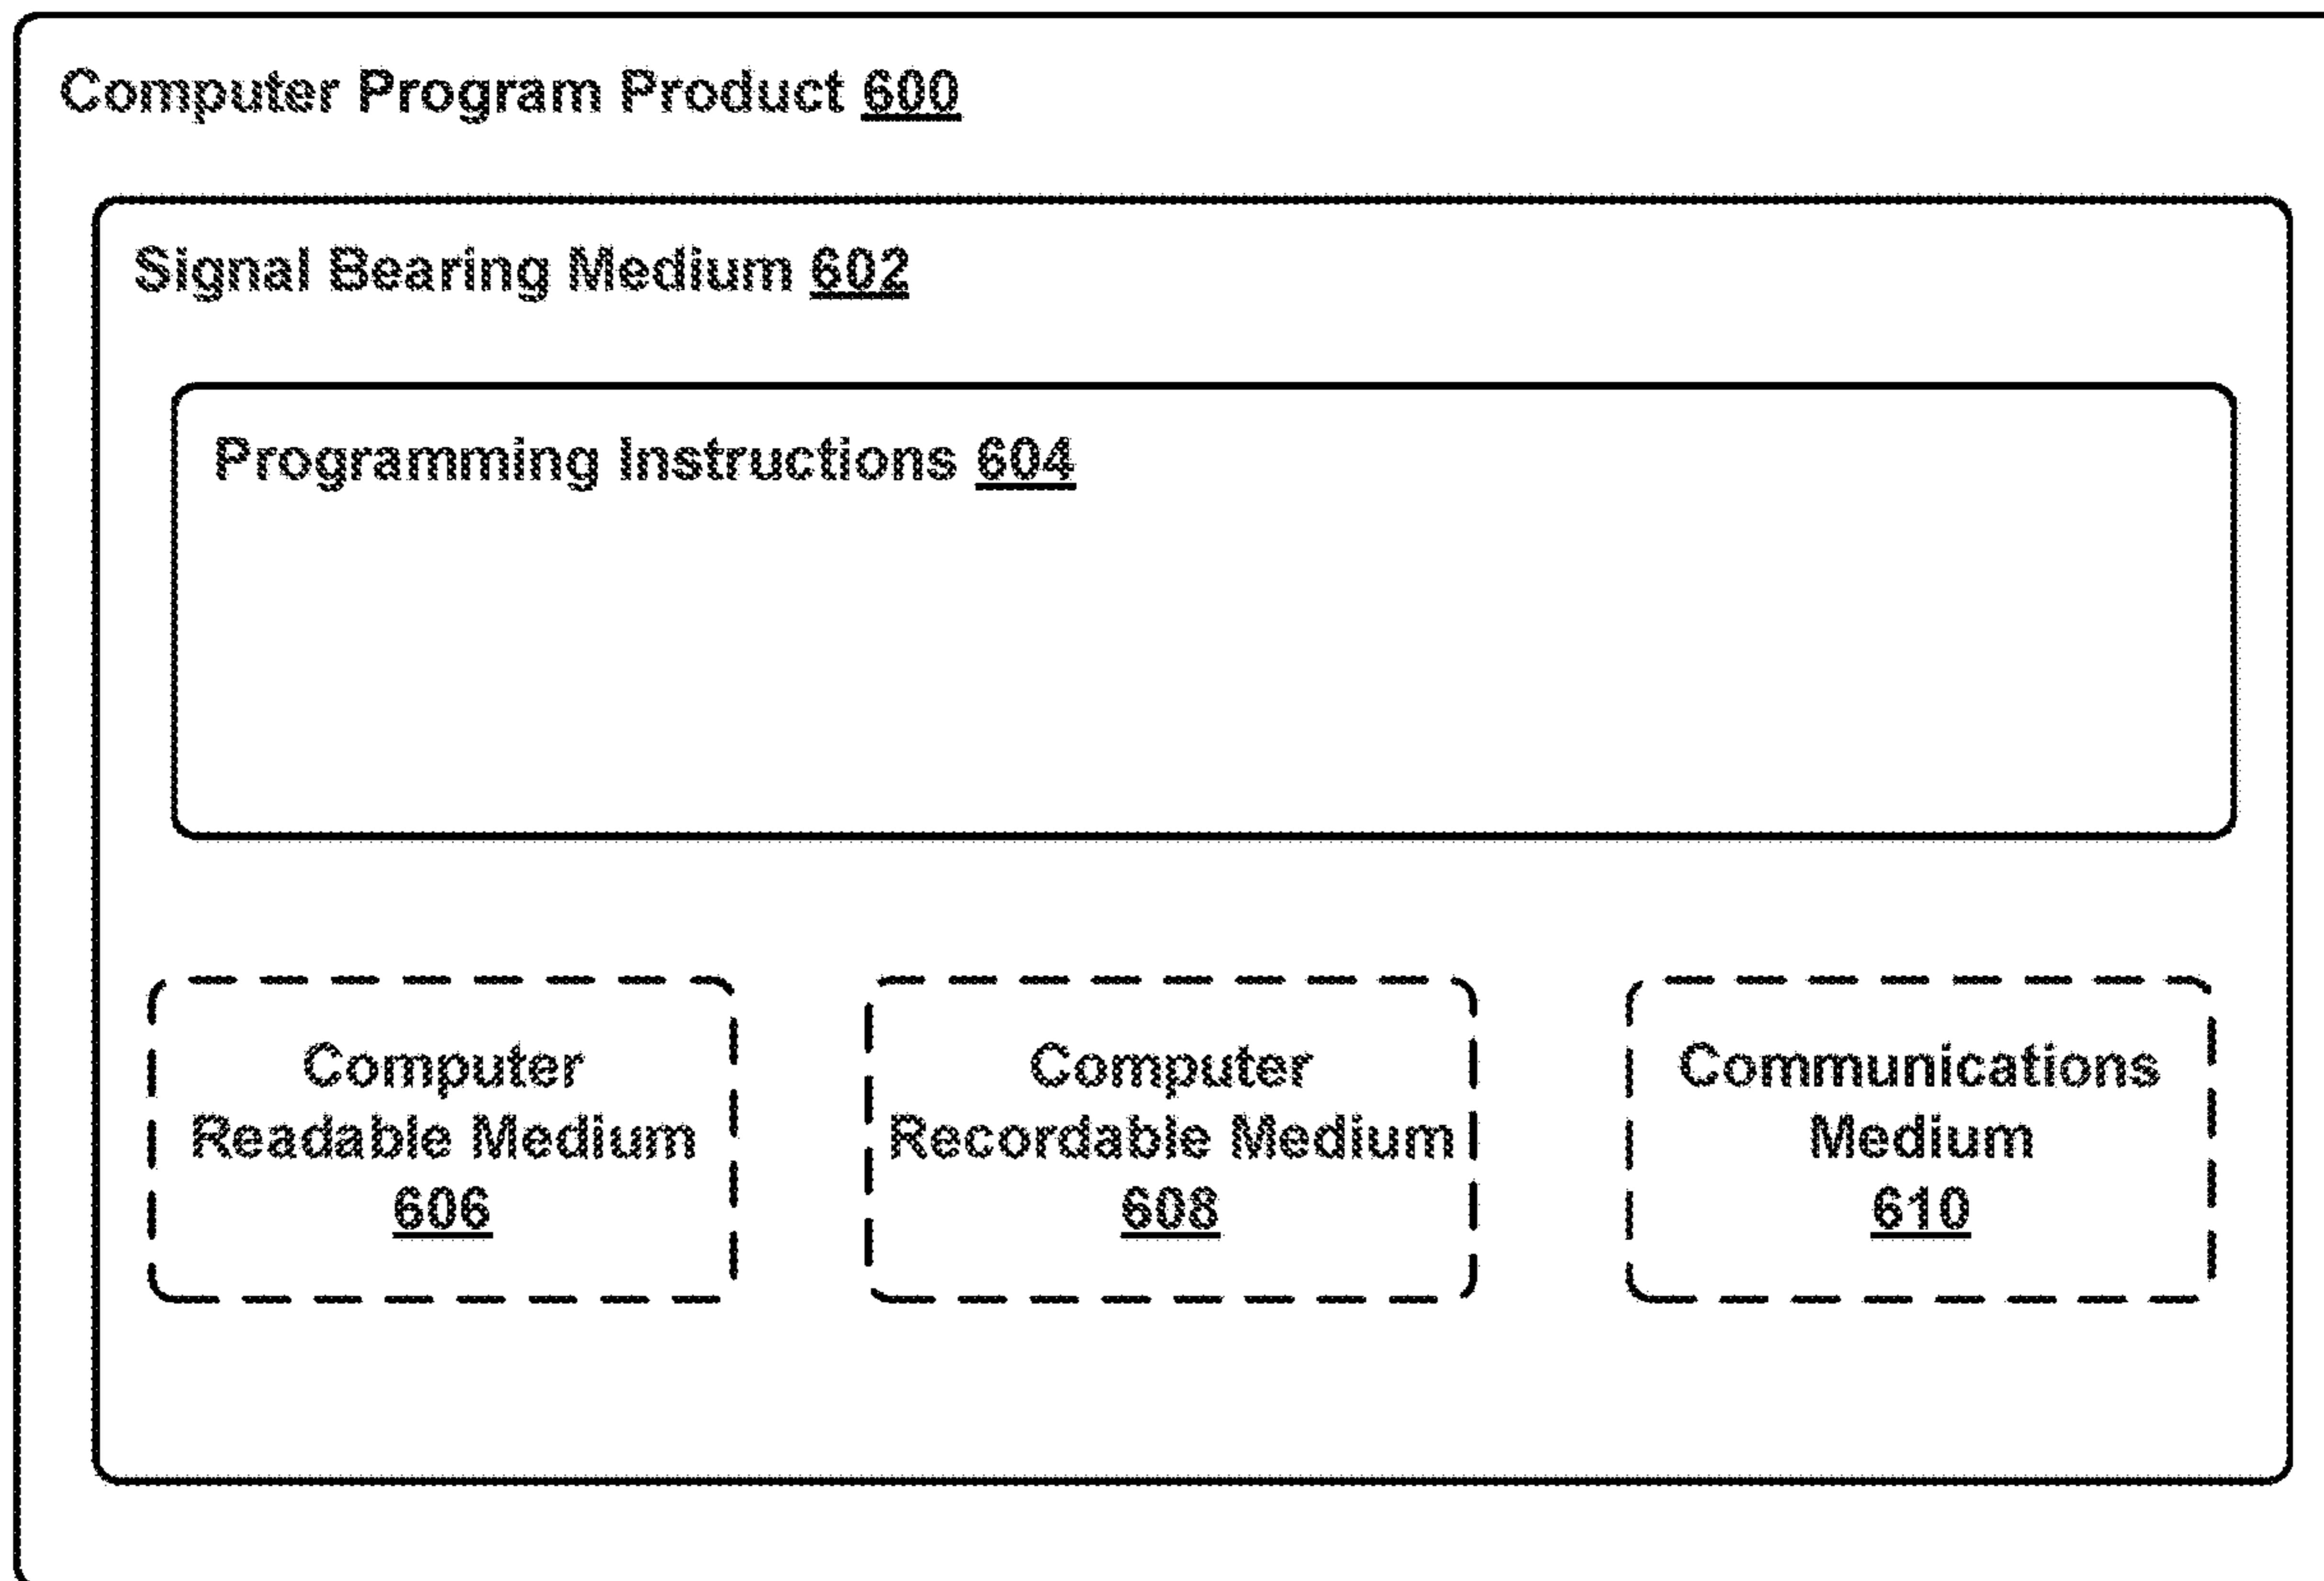 Computer Program Product 600
Signal Bearing Medium 602
Programming Instructions 604
Computer
Readable Medium
606
Computer
Recordable Medium
608
Communications
Medium
610